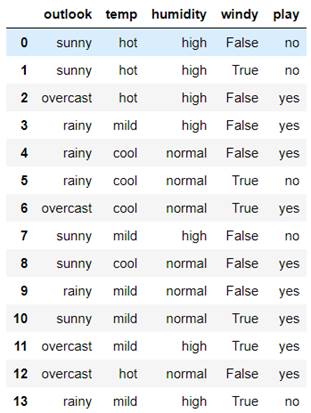 outlook temp humidity windy play
0 sunny hot high False no
1 sunny hot high True no
2 overcast hot high False yes
3 rainy mild high False yes
4 rainy cool normal False yes
5 rainy cool normal True no
6 overcast cool normal True yes
7 sunny mild high False no
8 sunny cool normal False yes
9 rainy mild normal False yes
10 sunny mild normal True yes
11 overcast mild high True yes
12 overcast hot normal False yes
13 rainy mild high True no